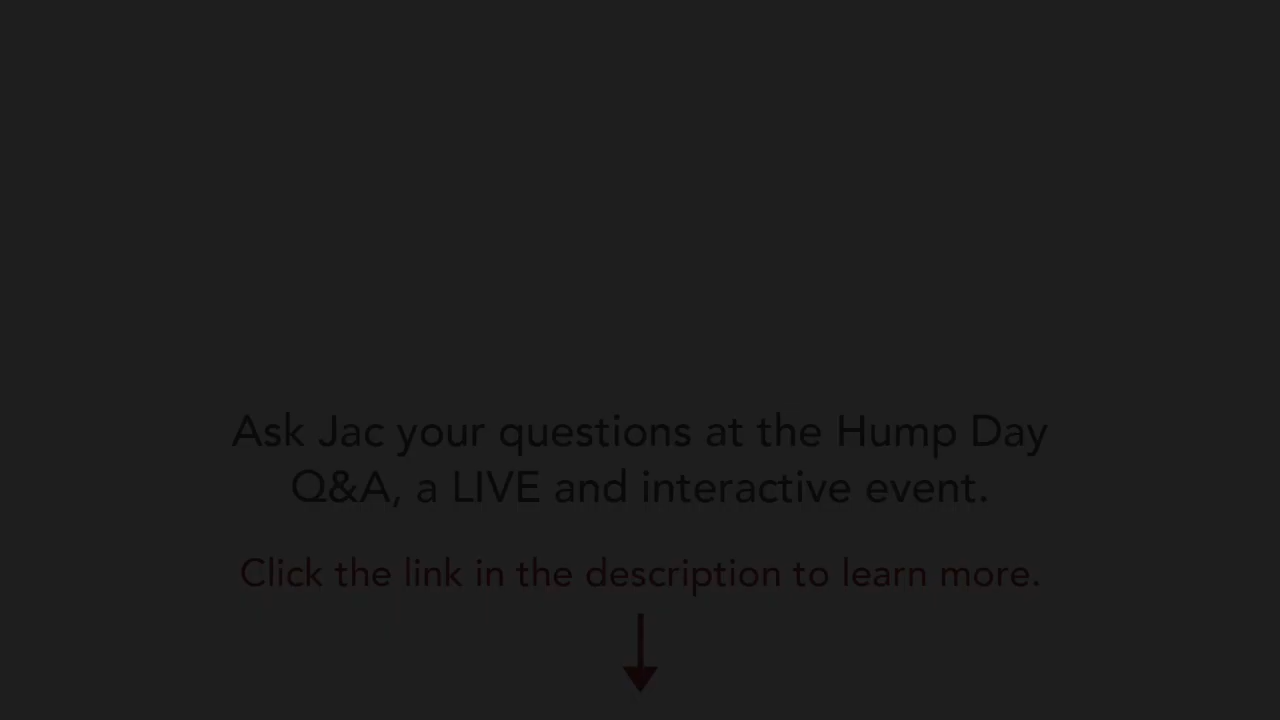 Ask Jac your questions at the Hump Day
Q&A, a LIVE and interactive event.
Click the link in the description to learn more.